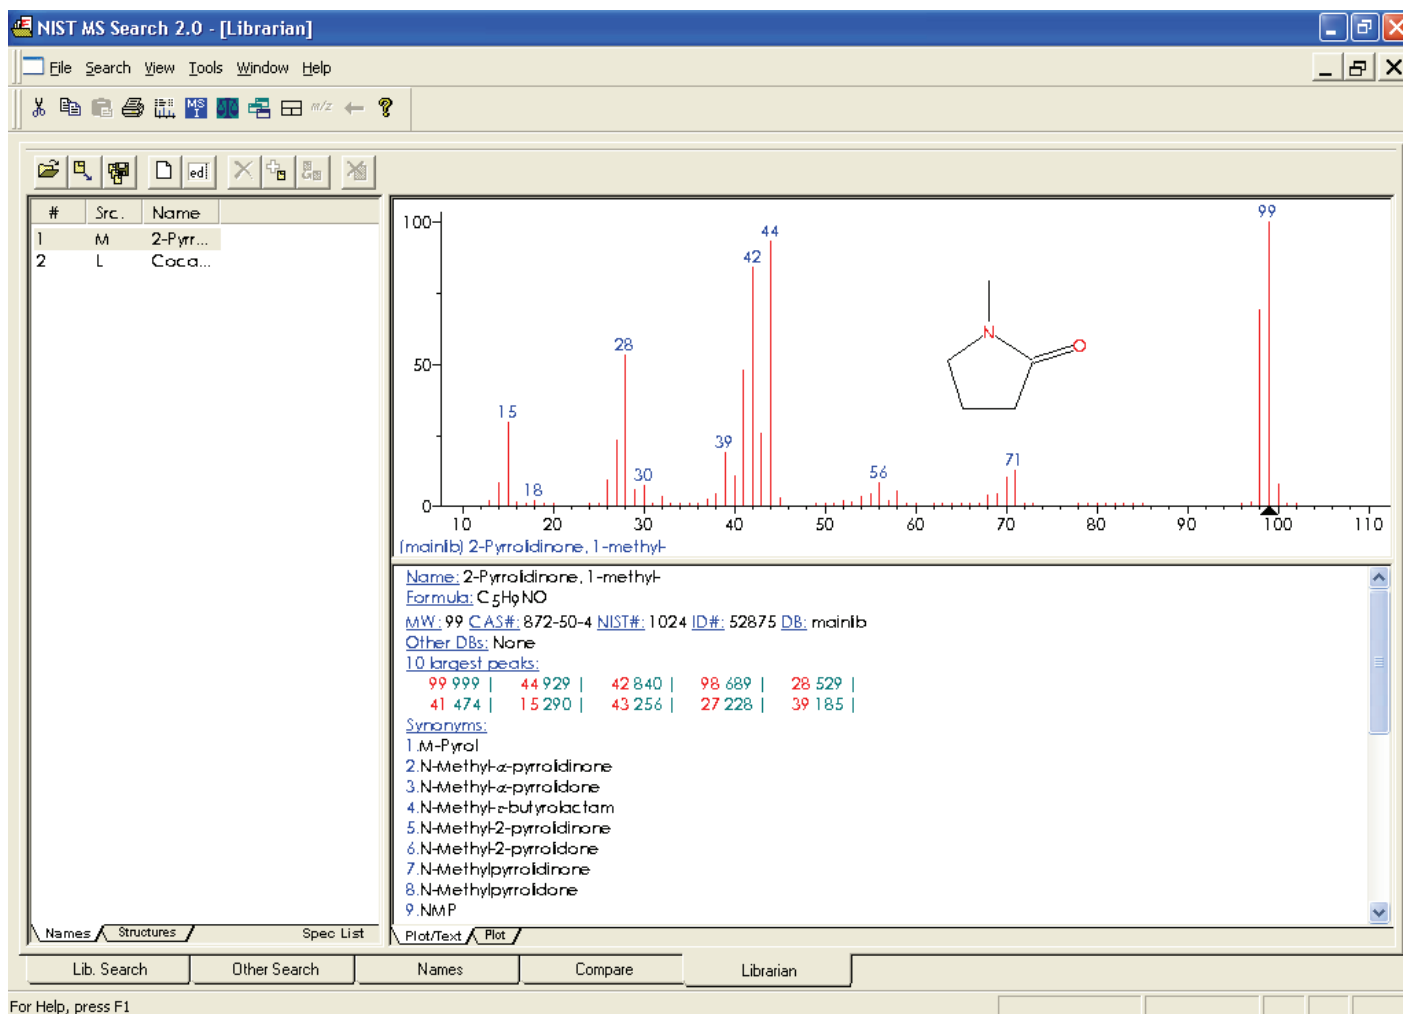 NIST MS Search 2.0 - [Librarian]
File Search View Tools Window Help
MS I edI m/z ?
# Src. Name
1 M 2-Pyrr...
2 L Coca...
100
50
0
15
18
28
30
39
42
44
56
71
99
N
O
10 20 30 40 50 60 70 80 90 100 110
(mainlib) 2-Pyrrolidinone, 1-methyl-
Name: 2-Pyrrolidinone, 1-methyl-
Formula: C5H9NO
MW: 99 CAS#: 872-50-4 NIST#: 1024 ID#: 52875 DB: mainlib
Other DBs: None
10 largest peaks:
99 999 | 44 929 | 42 840 | 98 689 | 28 529 |
41 474 | 15 290 | 43 256 | 27 228 | 39 185 |
Synonyms:
1.M-Pyrol
2.N-Methyl-α-pyrrolidinone
3.N-Methyl-α-pyrrolidone
4.N-Methyl-butyrolactam
5.N-Methyl-2-pyrrolidinone
6.N-Methyl-2-pyrrolidone
7.N-Methylpyrrolidinone
8.N-Methylpyrrolidone
9.NMP
Names Structures Spec List
Plot/Text Plot
Lib. Search Other Search Names Compare Librarian
For Help, press F1